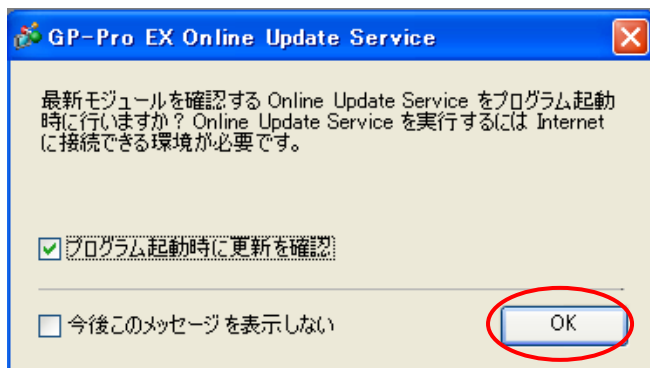 GP-Pro EX Online Update Service
最新モジュールを確認する Online Update Service をプログラム起動
時に行いますか？ Online Update Service を実行するには Internet
に接続できる環境が必要です。
プログラム起動時に更新を確認
今後このメッセージを表示しない
OK